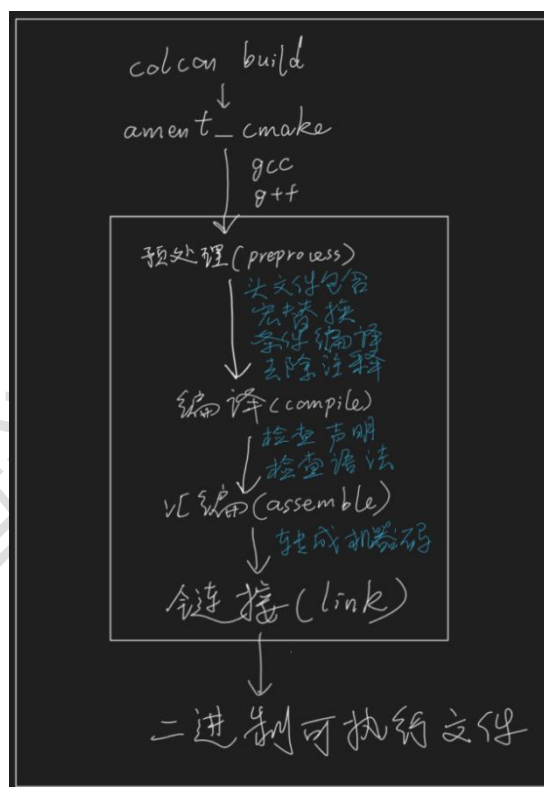 colcon build
ament_cmake
gcc
g++
预处理(preprocess)
头文件包含
宏替换
条件编译
去除注释
编译(compile)
检查声明
检查语法
汇编(assemble)
转成机器码
链接(link)
二进制可执行文件